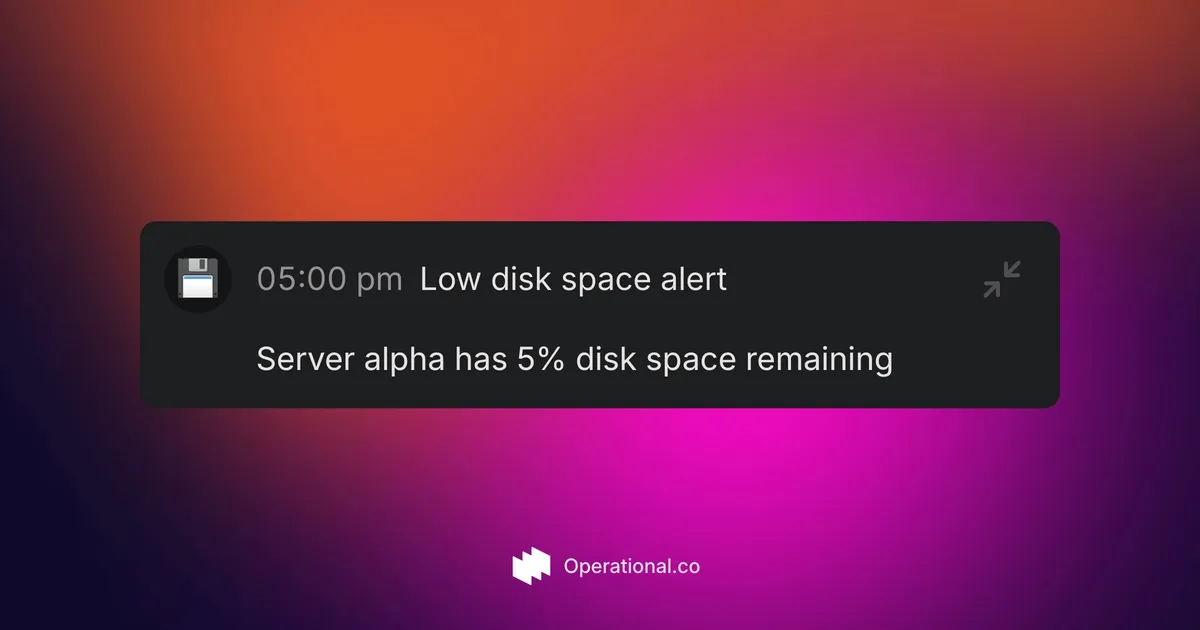 05:00 pm Low disk space alert
Server alpha has 5% disk space remaining
Operational.co